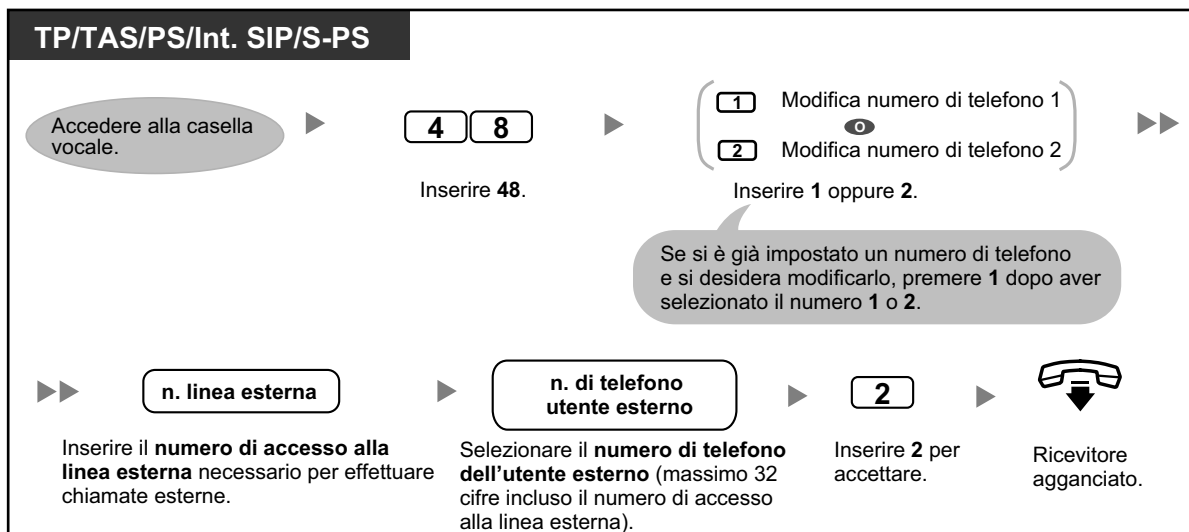 TP/TAS/PS/Int. SIP/S-PS
Accedere alla casella
vocale.
4 8
Inserire 48.
1 Modifica numero di telefono 1
O
2 Modifica numero di telefono 2
Inserire 1 oppure 2.
Se si è già impostato un numero di telefono
e si desidera modificarlo, premere 1 dopo aver
selezionato il numero 1 o 2.
n. linea esterna
Inserire il numero di accesso alla
linea esterna necessario per effettuare
chiamate esterne.
n. di telefono
utente esterno
Selezionare il numero di telefono
dell'utente esterno (massimo 32
cifre incluso il numero di accesso
alla linea esterna).
2
Inserire 2 per
accettare.
Ricevitore
agganciato.